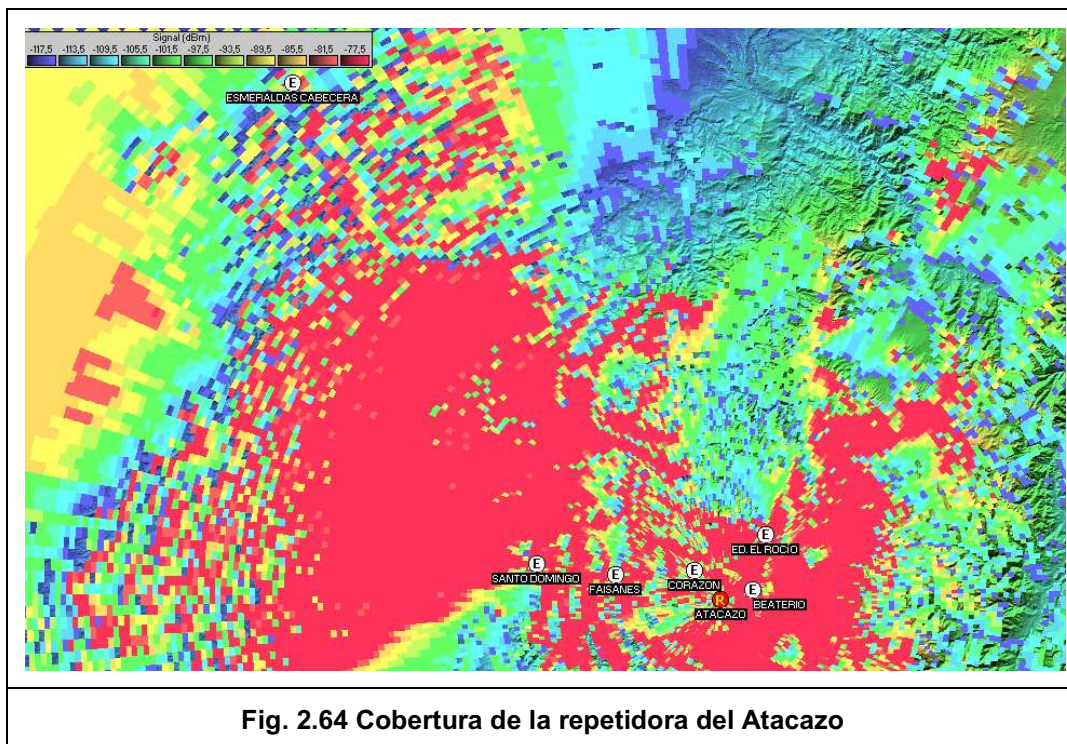 Signal (dBm)
-117,5 -113,5 -109,5 -105,5 -101,5 -97,5 -93,5 -89,5 -85,5 -81,5 -77,5
E
ESMERALDAS CABECERA
E
ED. EL ROCIO
E
SANTO DOMINGO
E
FAISANES
E
CORAZON
E
BEATERIO
R
ATACAZO
Fig. 2.64 Cobertura de la repetidora del Atacazo